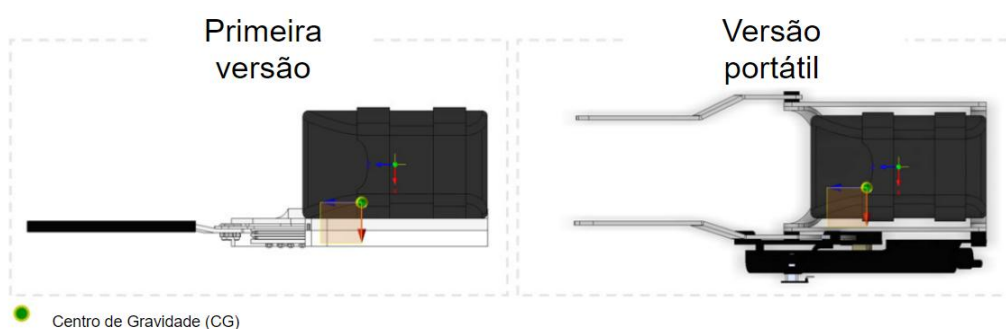 Primeira
versão
Versão
portátil
Centro de Gravidade (CG)